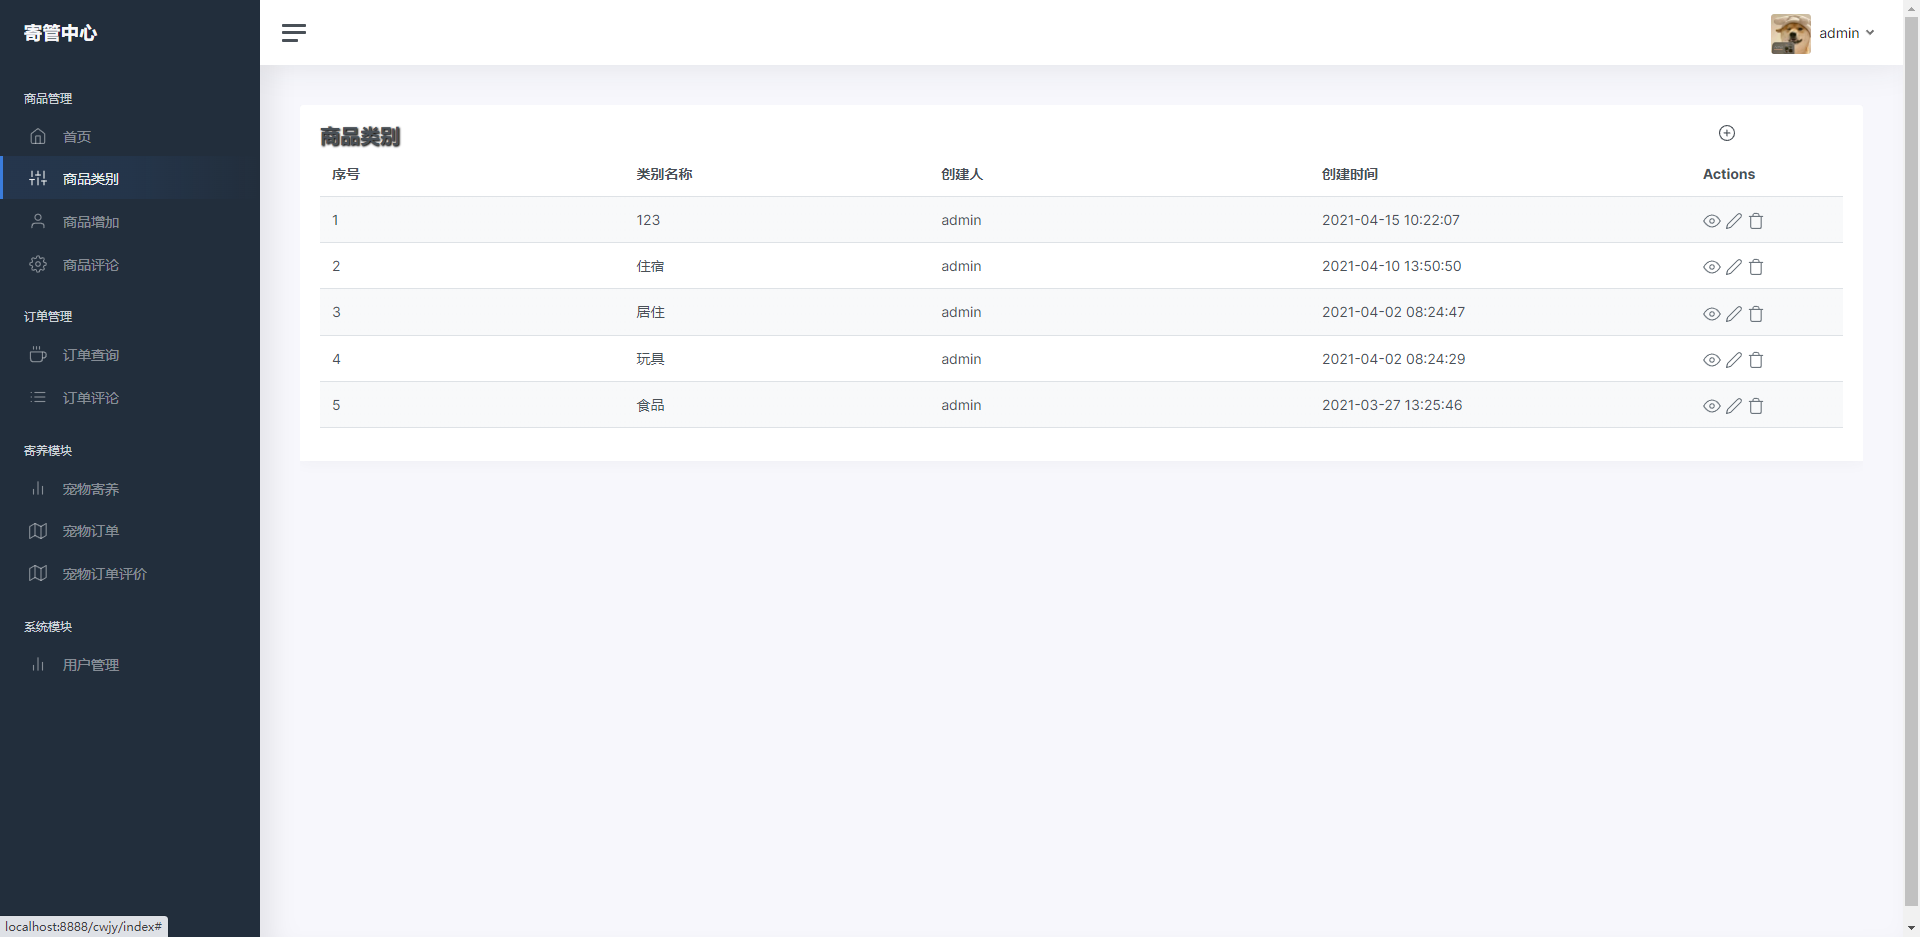 寄管中心
商品管理
首页
商品类别
商品增加
商品评论
订单管理
订单查询
订单评论
寄养模块
宠物寄养
宠物订单
宠物订单评价
系统模块
用户管理
localhost:8888/cwjy/index#
admin
商品类别
序号 类别名称 创建人 创建时间 Actions
1 123 admin 2021-04-15 10:22:07
2 住宿 admin 2021-04-10 13:50:50
3 居住 admin 2021-04-02 08:24:47
4 玩具 admin 2021-04-02 08:24:29
5 食品 admin 2021-03-27 13:25:46